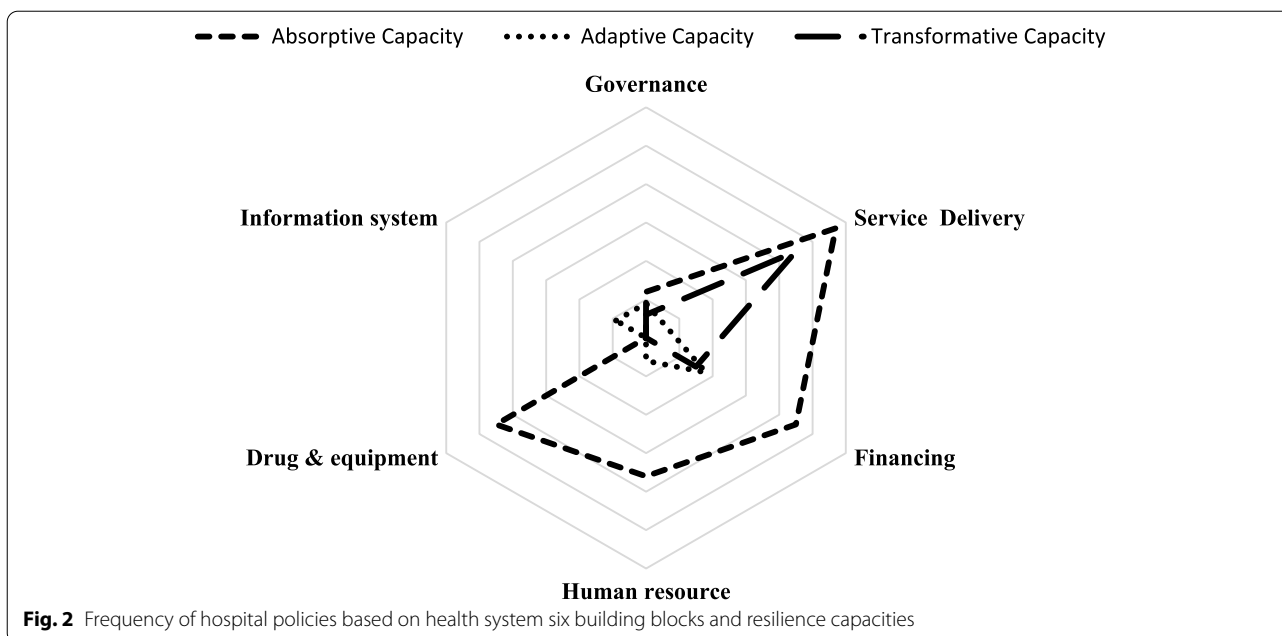 Absorptive Capacity Adaptive Capacity Transformative Capacity
Governance
Information system
Service Delivery
Drug & equipment
Financing
Human resource
Fig. 2 Frequency of hospital policies based on health system six building blocks and resilience capacities